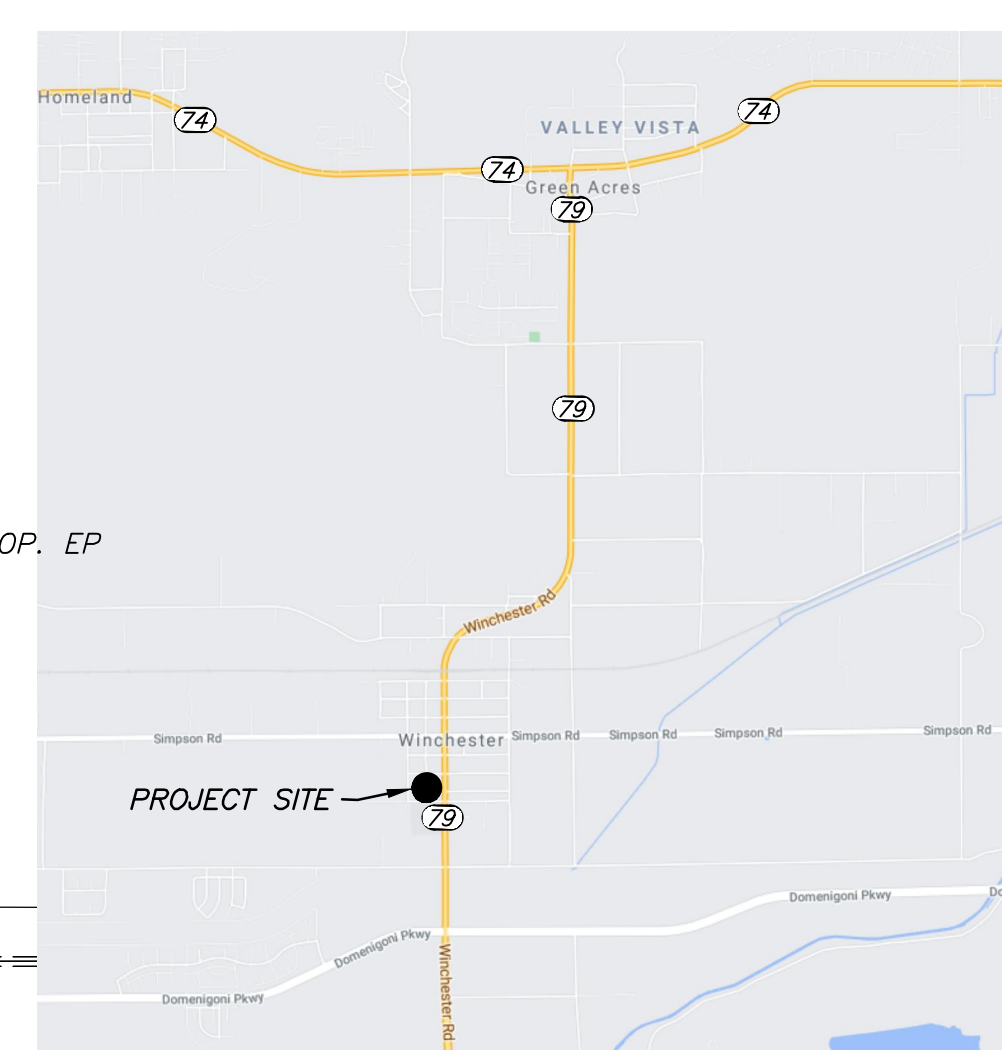 Homeland
74
74
VALLEY VISTA
74
Green Acres
79
79
OP. EP
Winchester Rd
Simpson Rd
Winchester
Simpson Rd
Simpson Rd
Simpson Rd
Simpson Rd
PROJECT SITE
79
Domenigoni Pkwy
Do
Domenigoni Pkwy
Winchester Rd
Domenigoni Pkwy